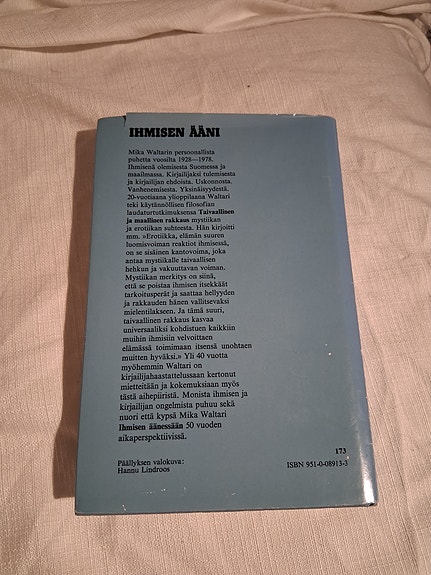 IHMISEN ÄÄNI
Mika Waltarin persoonallista
puhetta vuosilta 1928—1978.
Ihmisenä olemisesta Suomessa ja
maailmassa. Kirjailijaksi tulemisesta
ja kirjailijan ehdoista. Uskonnosta.
Vanhenemisesta. Yksinäisyydestä.
20-vuotiaana ylioppilaana Waltari
teki käytännöllisen filosofian
laudaturtutkimuksensa Taivaallinen
ja maallinen rakkaus mystiikan
ja erotiikan suhteesta. Hän kirjoitti
mm. »Erotiikka, elämän suuren
luomisvoiman reaktiot ihmisessä,
on se sisäinen kantovoima, joka
antaa mystiikalle taivaallisen
hehkun ja vakuuttavan voiman.
Mystiikan merkitys on siinä,
että se poistaa ihmisen itsekkäät
tarkoitusperät ja saattaa hellyyden
ja rakkauden hänen vallitsevaksi
mielentilakseen. Ja tämä suuri,
taivaallinen rakkaus kasvaa
universaaliksi kohdistuen kaikkiin
muihin ihmisiin velvoittaen
elämässä toimimaan itsensä unohtaen
muitten hyväksi.» Yli 40 vuotta
myöhemmin Waltari on
kirjailijahaastattelussaan kertonut
mietteitään ja kokemuksiaan myös
tästä aihepiiristä. Monista ihmisen ja
kirjailijan ongelmista puhuu sekä
nuori että kypsä Mika Waltari
Ihmisen äänessään 50 vuoden
aikaperspektiivissä.
173
Päällyksen valokuva:
Hannu Lindroos
ISBN 951-0-08913-3